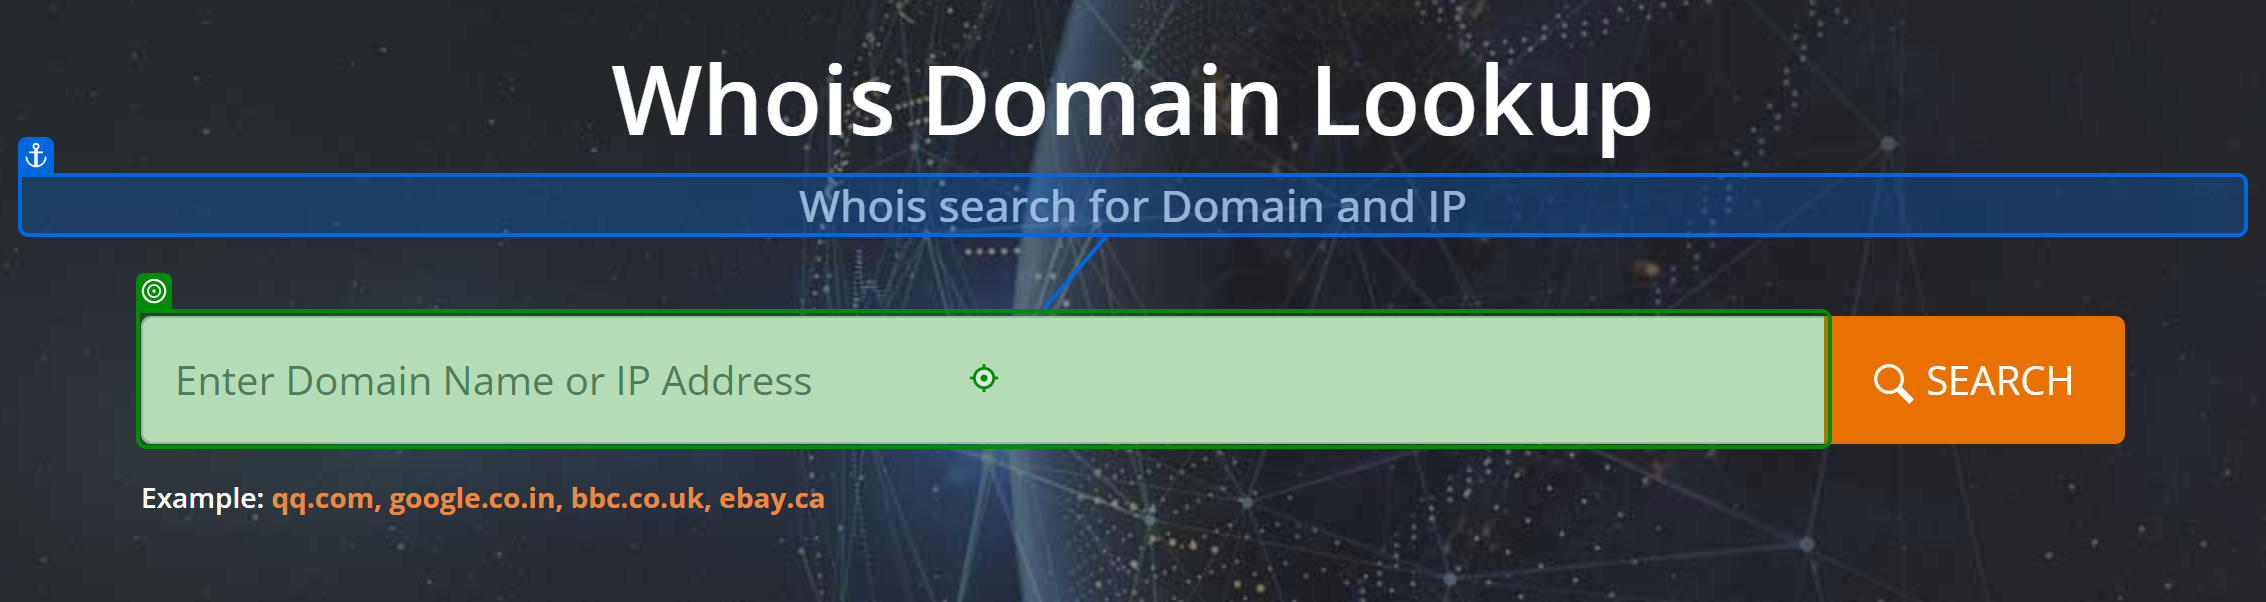 Whois Domain Lookup
Whois search for Domain and IP
Enter Domain Name or IP Address
SEARCH
Example: qq.com, google.co.in, bbc.co.uk, ebay.ca